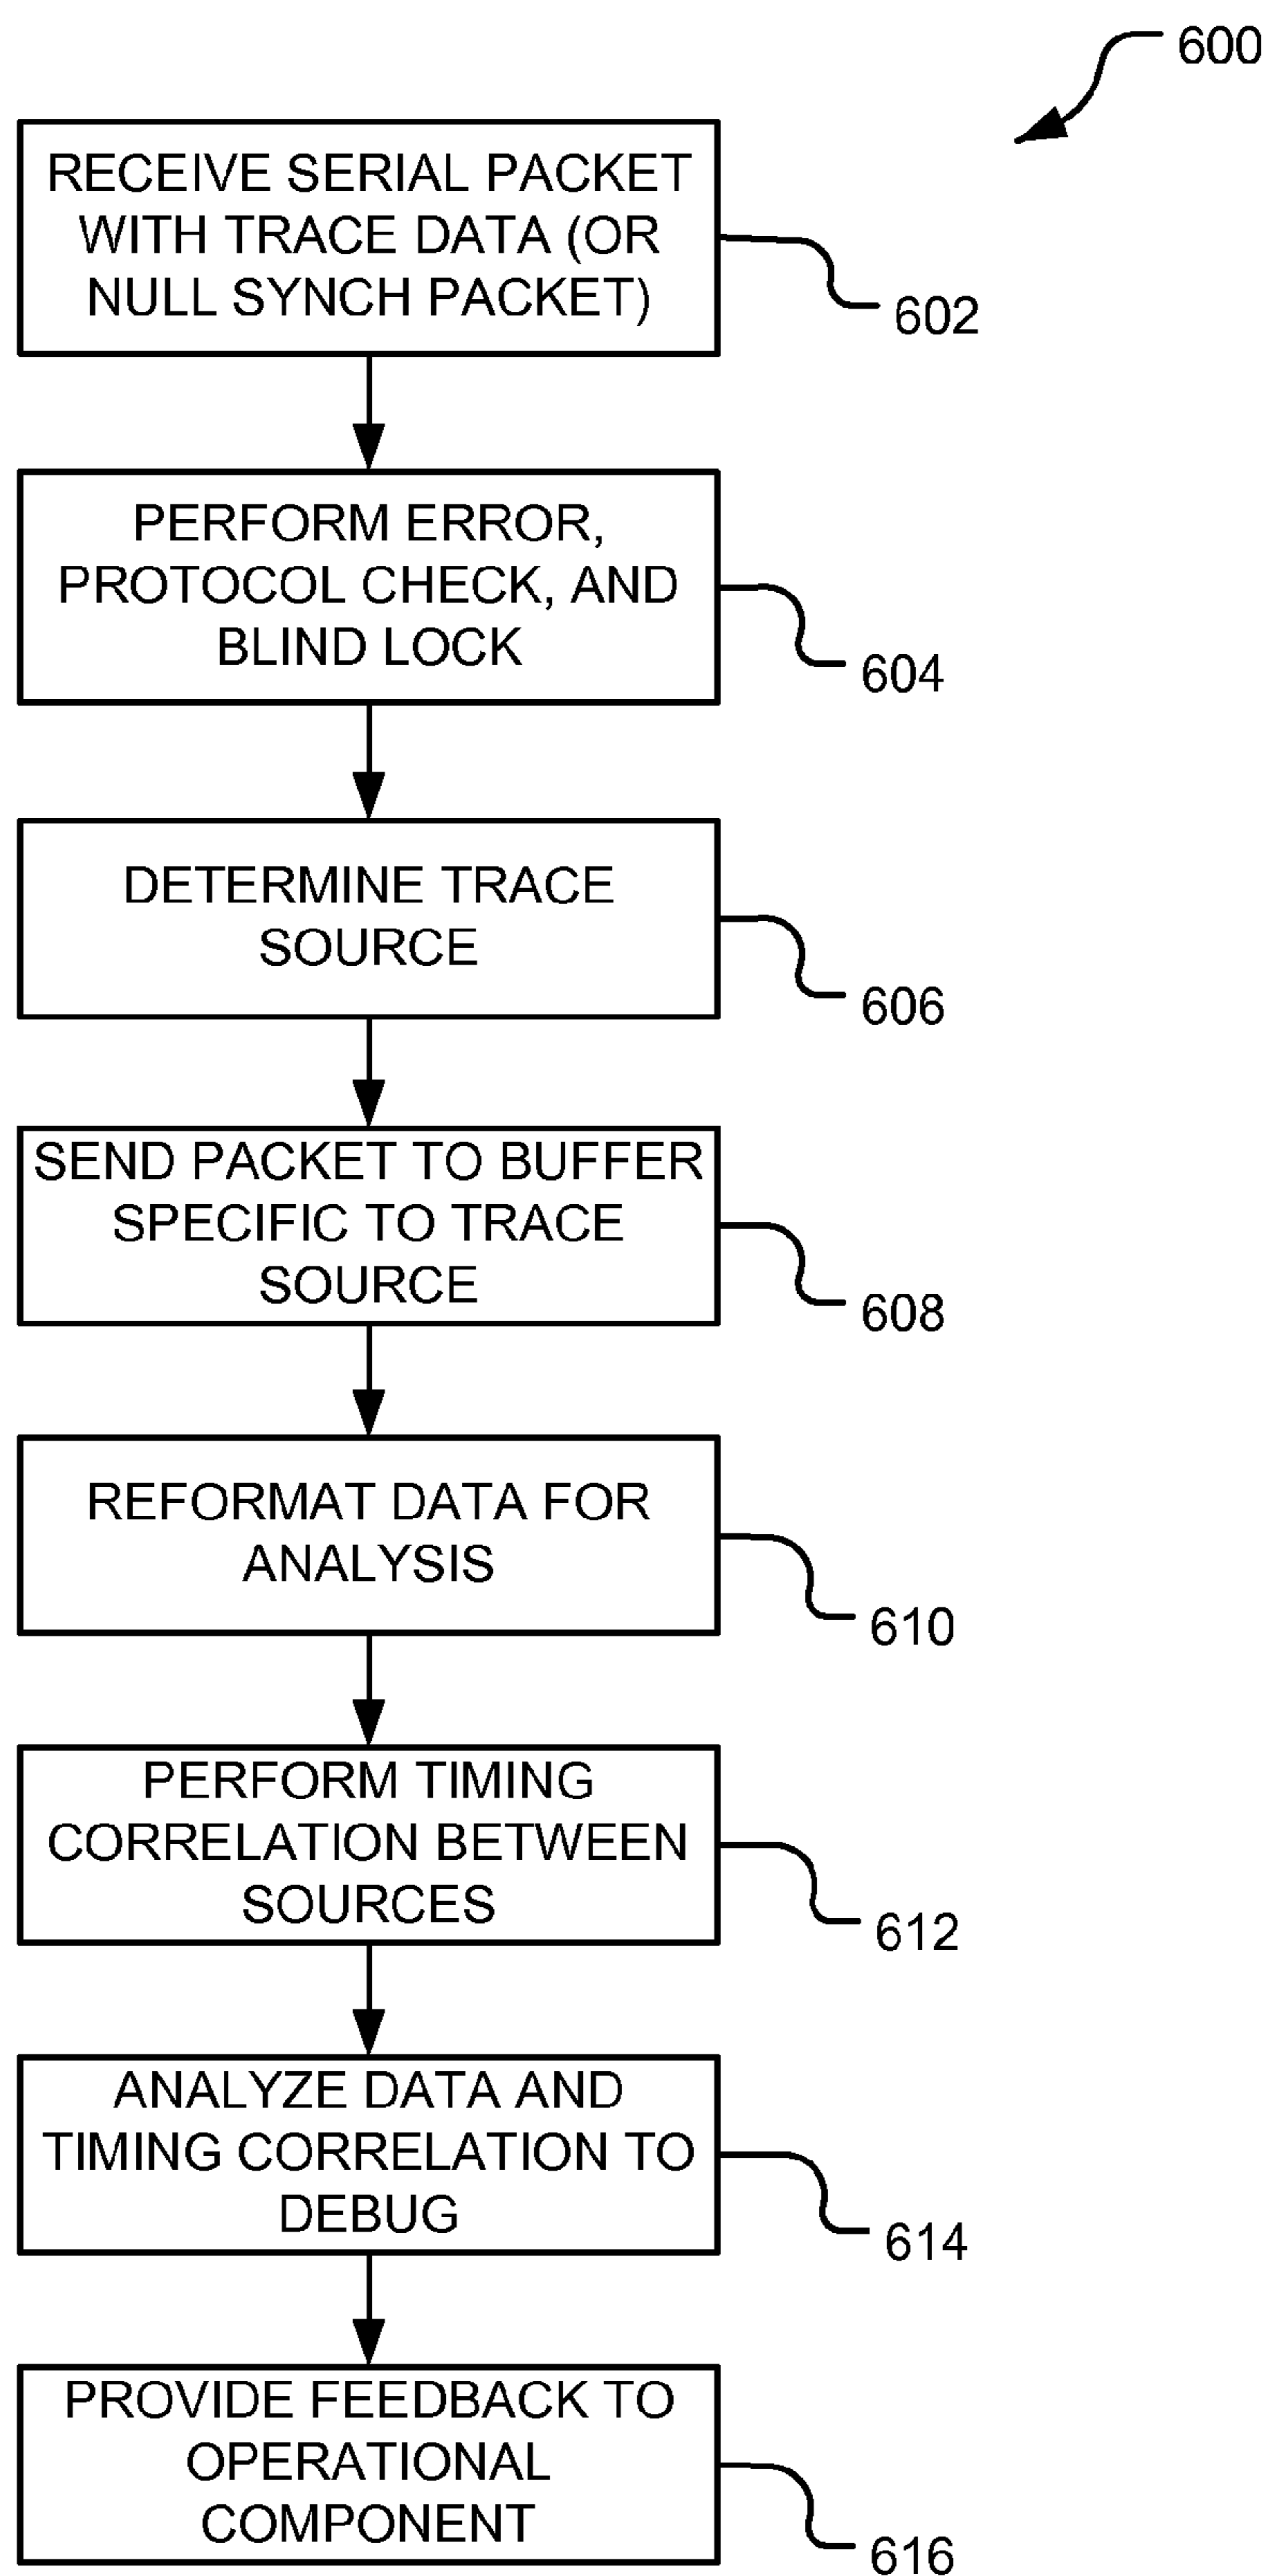 600
RECEIVE SERIAL PACKET
WITH TRACE DATA (OR
NULL SYNCH PACKET)
602
PERFORM ERROR,
PROTOCOL CHECK, AND
BLIND LOCK
604
DETERMINE TRACE
SOURCE
606
SEND PACKET TO BUFFER
SPECIFIC TO TRACE
SOURCE
608
REFORMAT DATA FOR
ANALYSIS
610
PERFORM TIMING
CORRELATION BETWEEN
SOURCES
612
ANALYZE DATA AND
TIMING CORRELATION TO
DEBUG
614
PROVIDE FEEDBACK TO
OPERATIONAL
COMPONENT
616